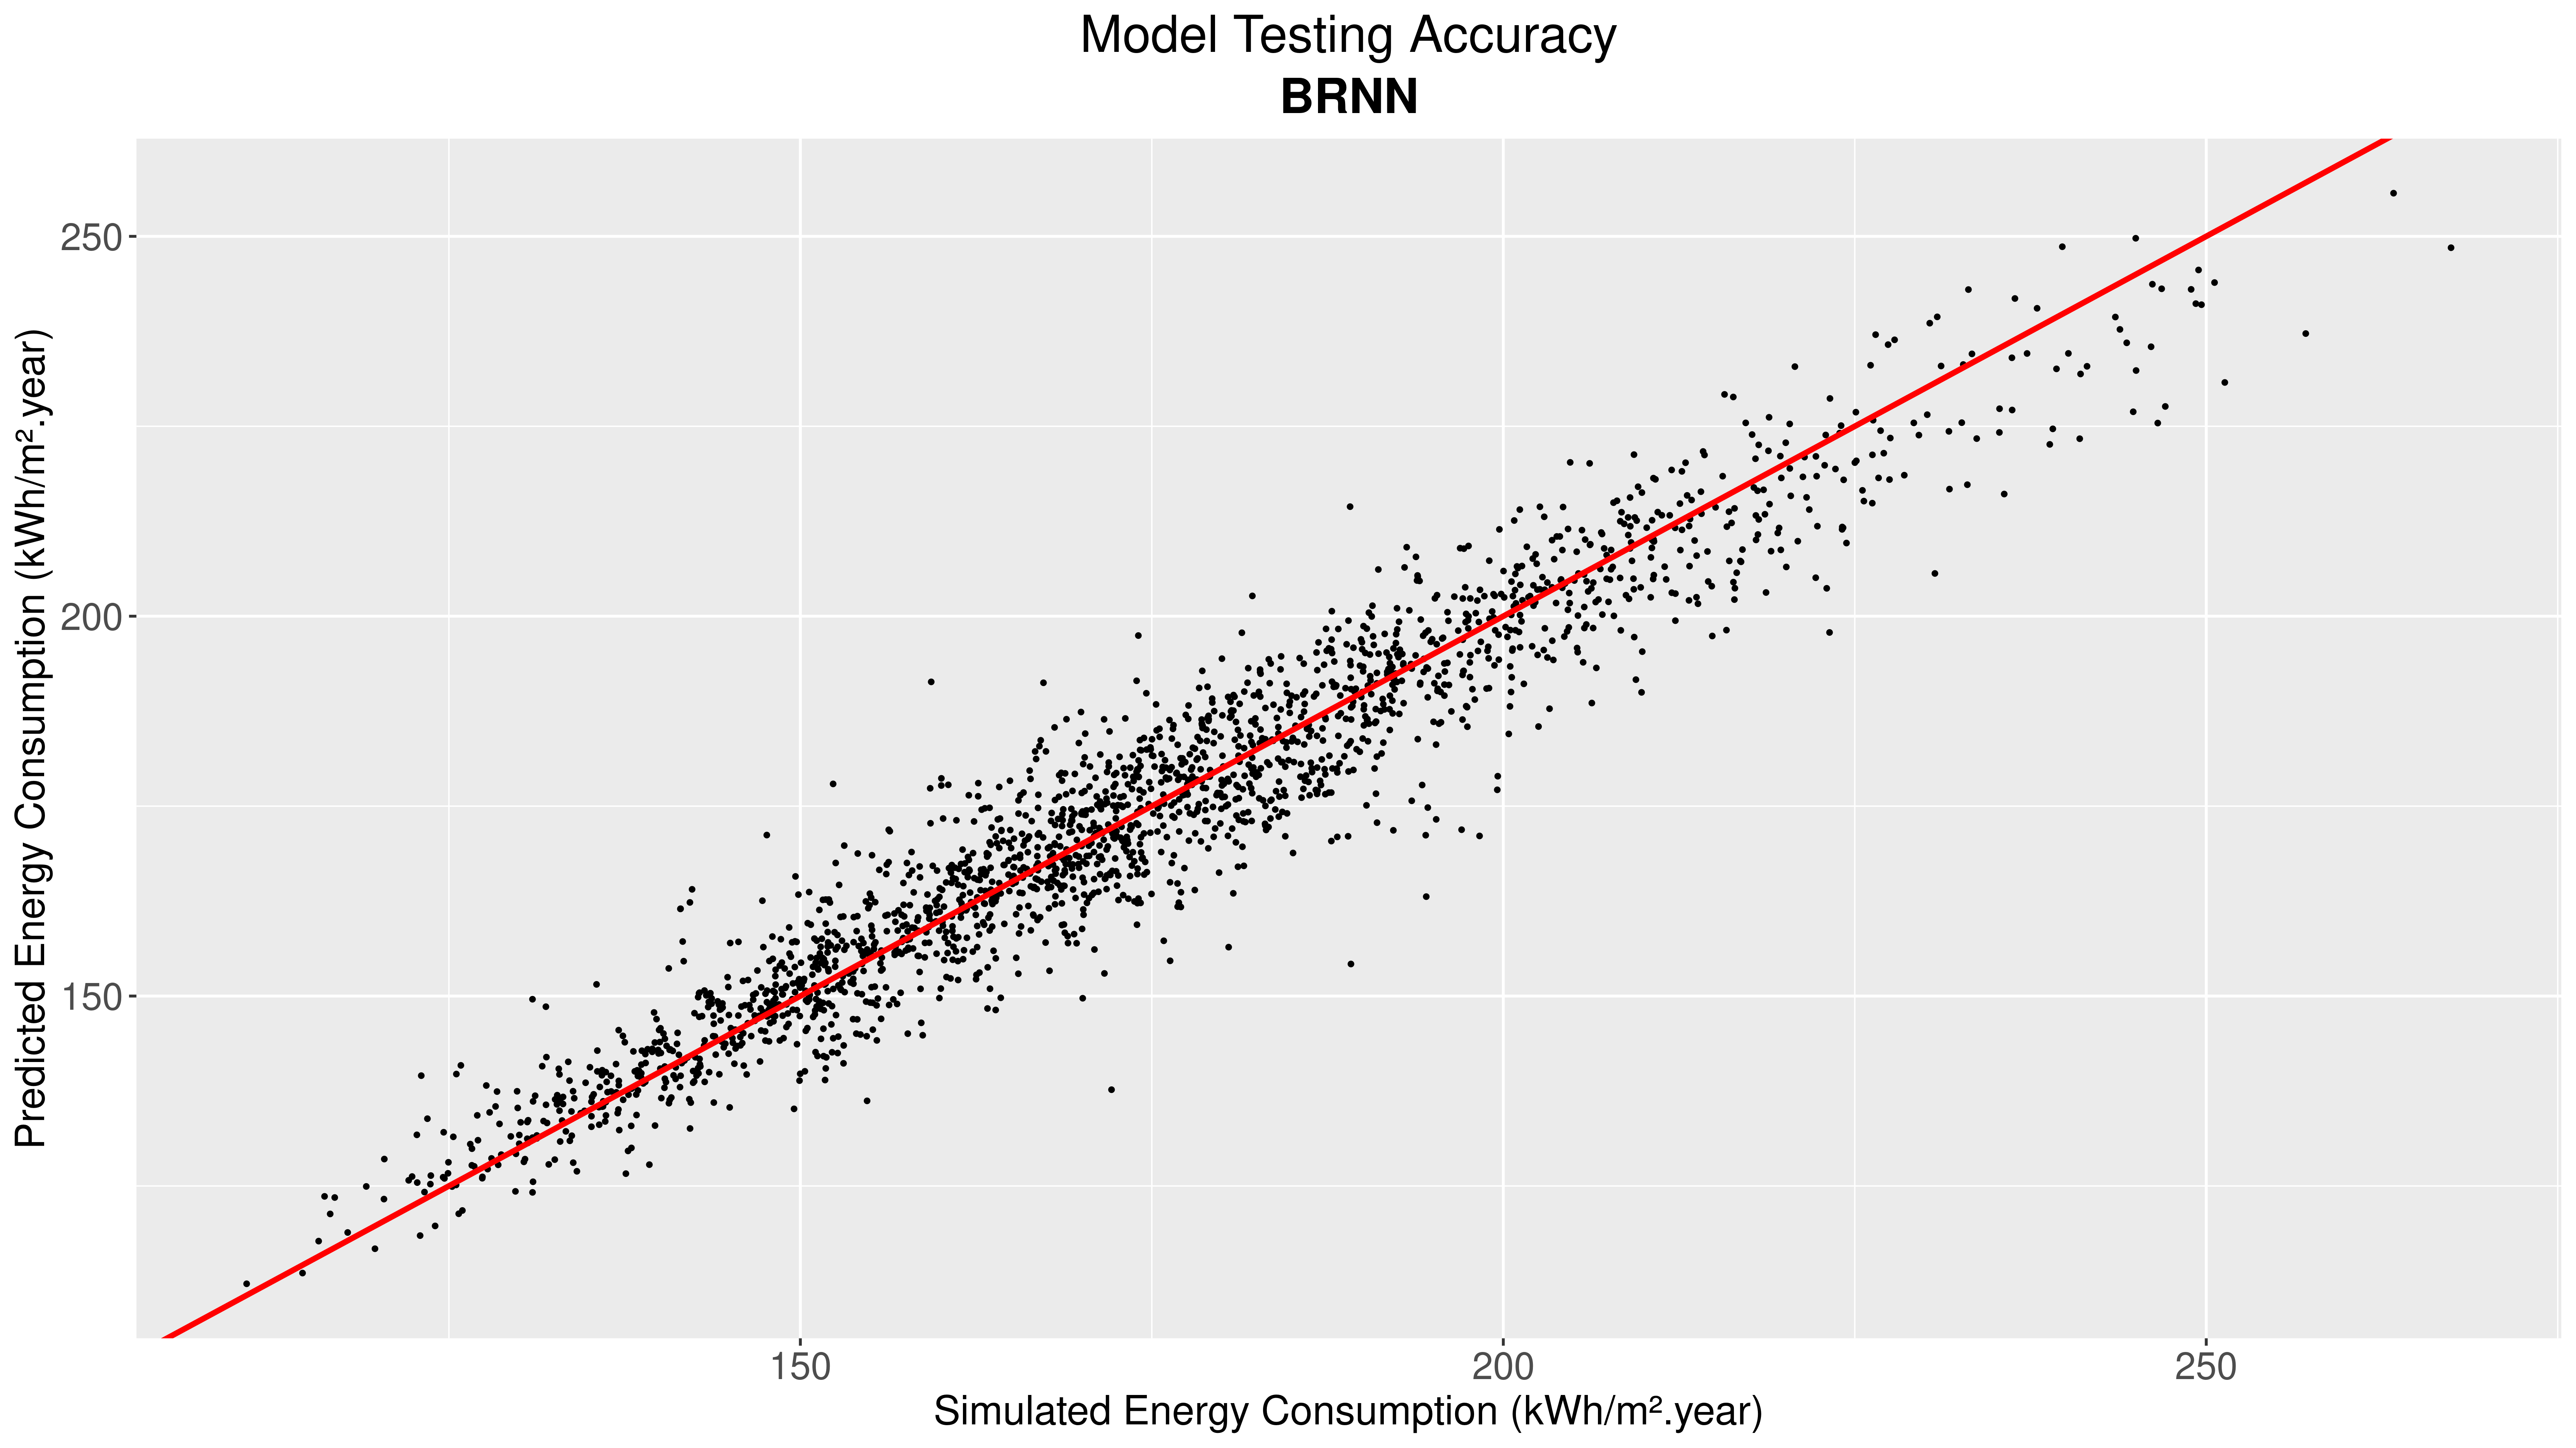 Model Testing Accuracy
BRNN
Predicted Energy Consumption (kWh/m².year)
250
200
150
150 200 250
Simulated Energy Consumption (kWh/m².year)